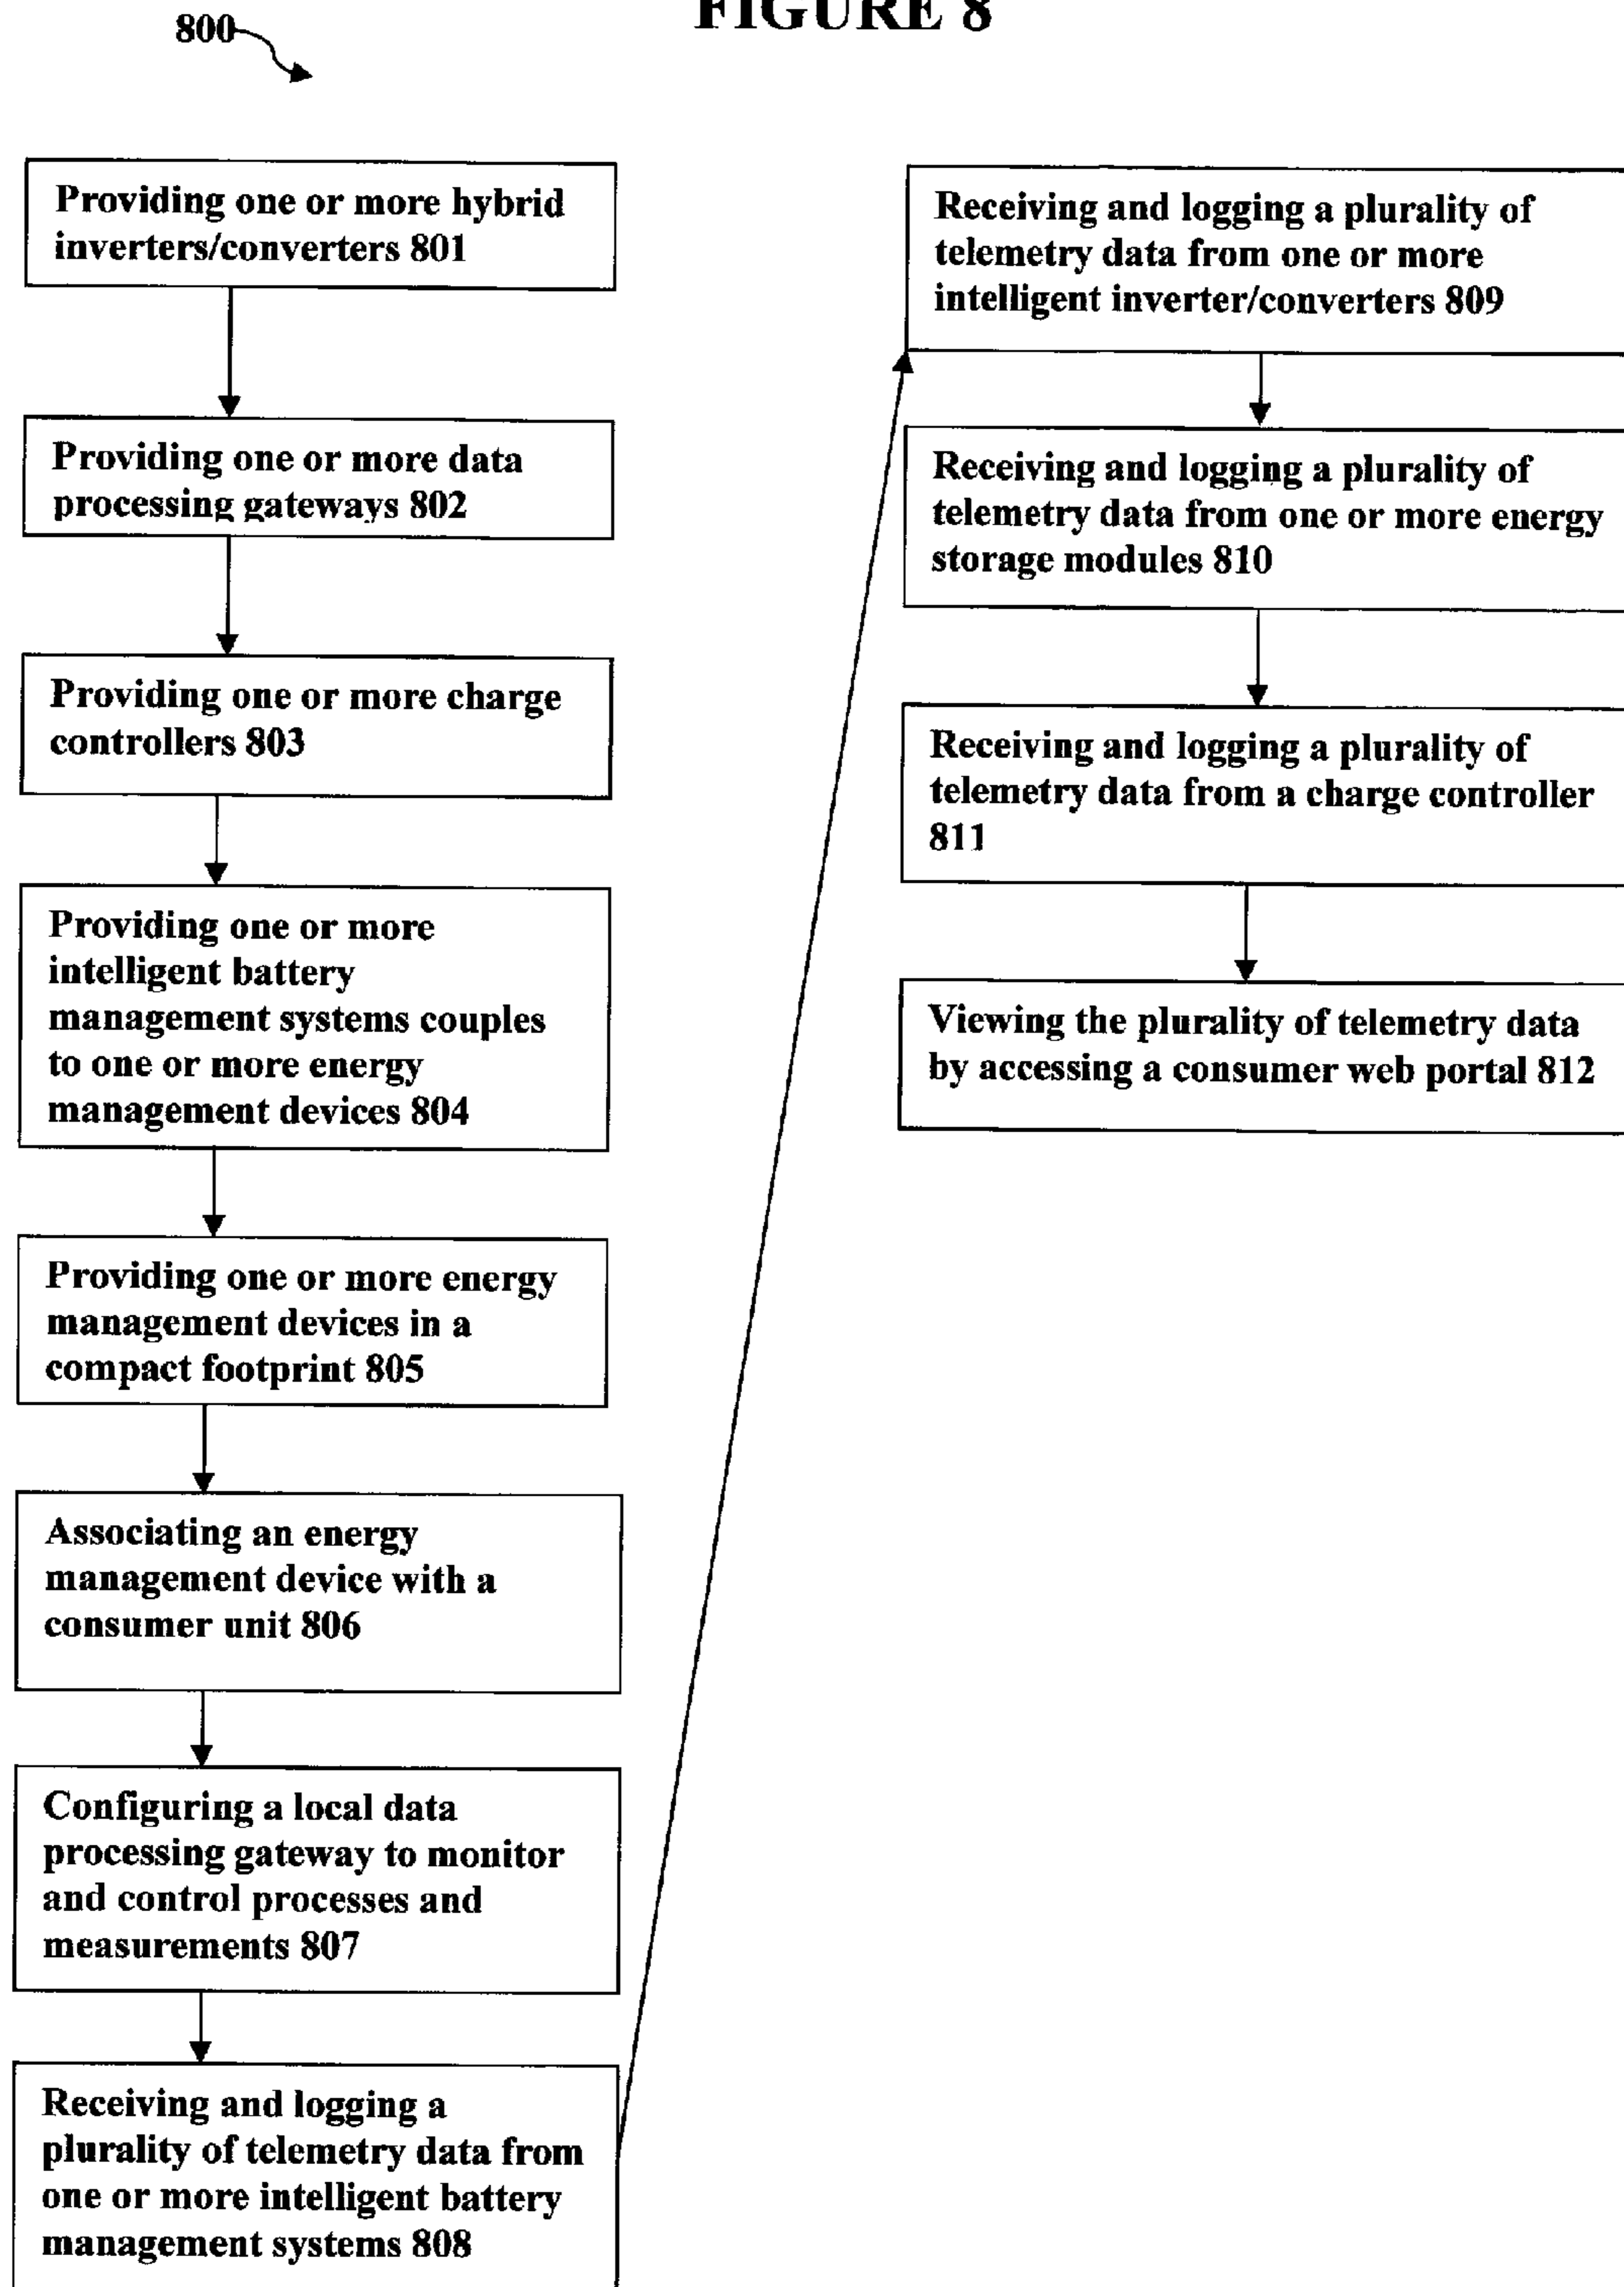 FIGURE 8
800
Providing one or more hybrid
inverters/converters 801
Providing one or more data
processing gateways 802
Providing one or more charge
controllers 803
Providing one or more
intelligent battery
management systems couples
to one or more energy
management devices 804
Providing one or more energy
management devices in a
compact footprint 805
Associating an energy
management device with a
consumer unit 806
Configuring a local data
processing gateway to monitor
and control processes and
measurements 807
Receiving and logging a
plurality of telemetry data from
one or more intelligent battery
management systems 808
Receiving and logging a plurality of
telemetry data from one or more
intelligent inverter/converters 809
Receiving and logging a plurality of
telemetry data from one or more energy
storage modules 810
Receiving and logging a plurality of
telemetry data from a charge controller
811
Viewing the plurality of telemetry data
by accessing a consumer web portal 812